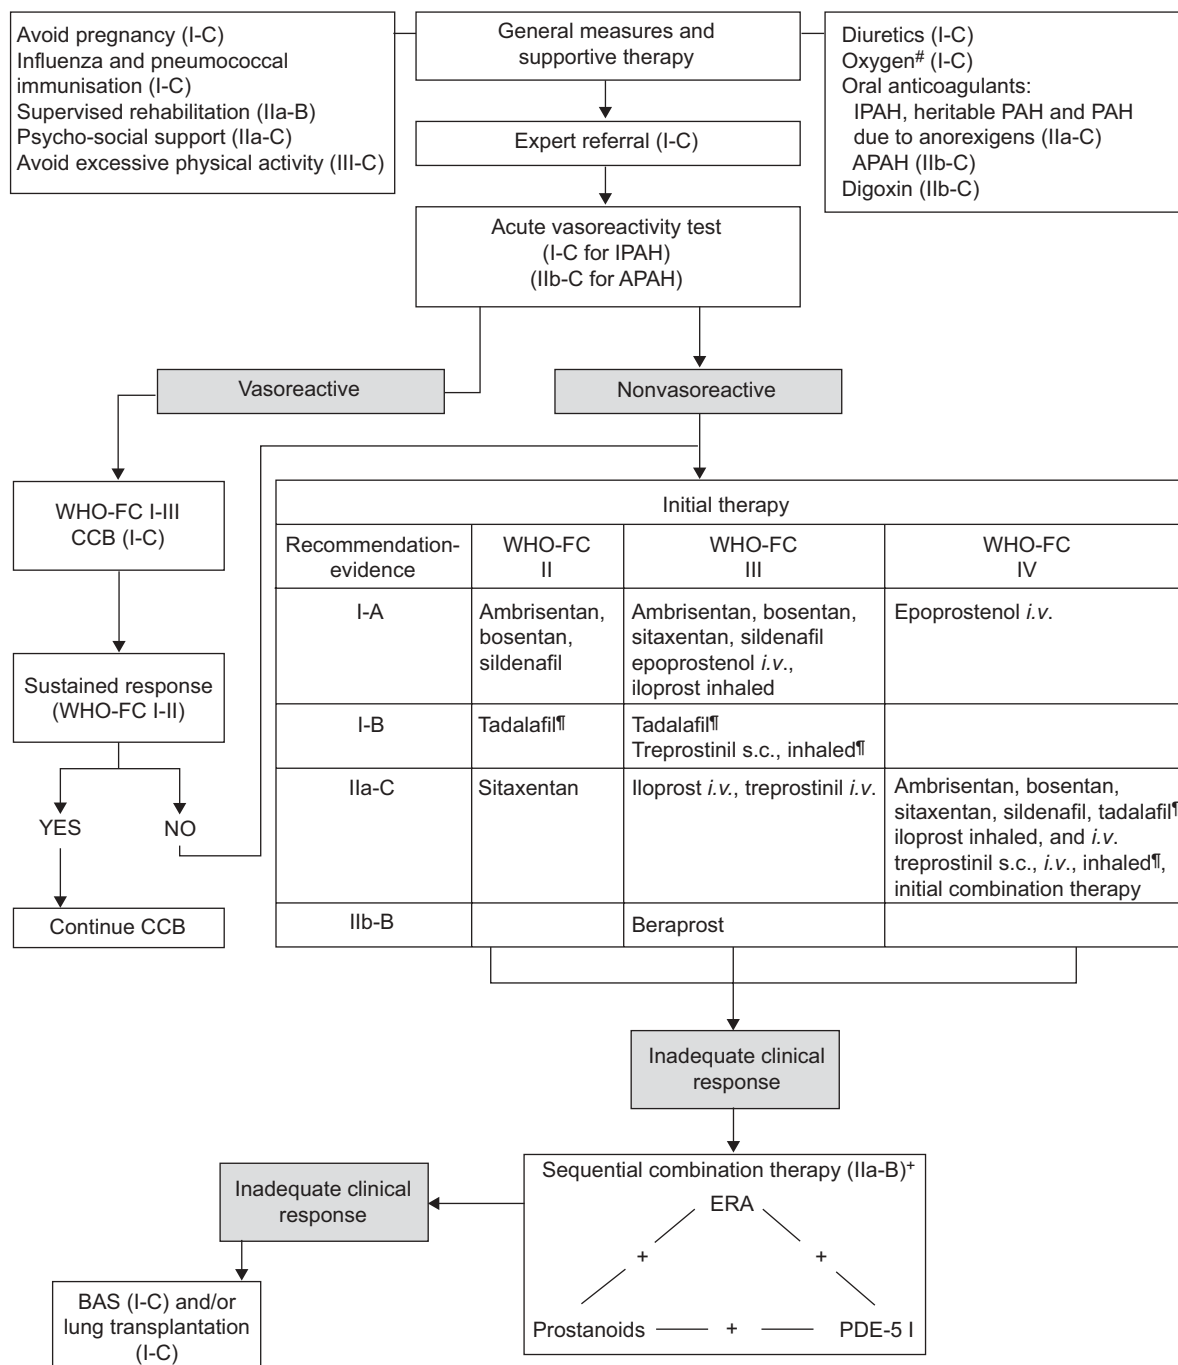 Avoid pregnancy (I-C)
Influenza and pneumococcal
immunisation (I-C)
Supervised rehabilitation (IIa-B)
Psycho-social support (IIa-C)
Avoid excessive physical activity (III-C)
General measures and
supportive therapy
Diuretics (I-C)
Oxygen# (I-C)
Oral anticoagulants:
IPAH, heritable PAH and PAH
due to anorexigens (IIa-C)
APAH (IIb-C)
Digoxin (IIb-C)
Expert referral (I-C)
Acute vasoreactivity test
(I-C for IPAH)
(IIb-C for APAH)
Vasoreactive
Nonvasoreactive
WHO-FC I-III
CCB (I-C)
Sustained response
(WHO-FC I-II)
YES
NO
Continue CCB
Initial therapy
Recommendation-
evidence
WHO-FC
II
WHO-FC
III
WHO-FC
IV
I-A
Ambrisentan,
bosentan,
sildenafil
Ambrisentan, bosentan,
sitaxentan, sildenafil
epoprostenol i.v.,
iloprost inhaled
Epoprostenol i.v.
I-B
Tadalafil¶
Tadalafil¶
Treprostinil s.c., inhaled¶
IIa-C
Sitaxentan
Iloprost i.v., treprostinil i.v.
Ambrisentan, bosentan,
sitaxentan, sildenafil, tadalafil¶
iloprost inhaled, and i.v.
treprostinil s.c., i.v., inhaled¶,
initial combination therapy
IIb-B
Beraprost
Inadequate clinical
response
Sequential combination therapy (IIa-B)+
ERA
+
+
Prostanoids
+
PDE-5 I
Inadequate clinical
response
BAS (I-C) and/or
lung transplantation
(I-C)